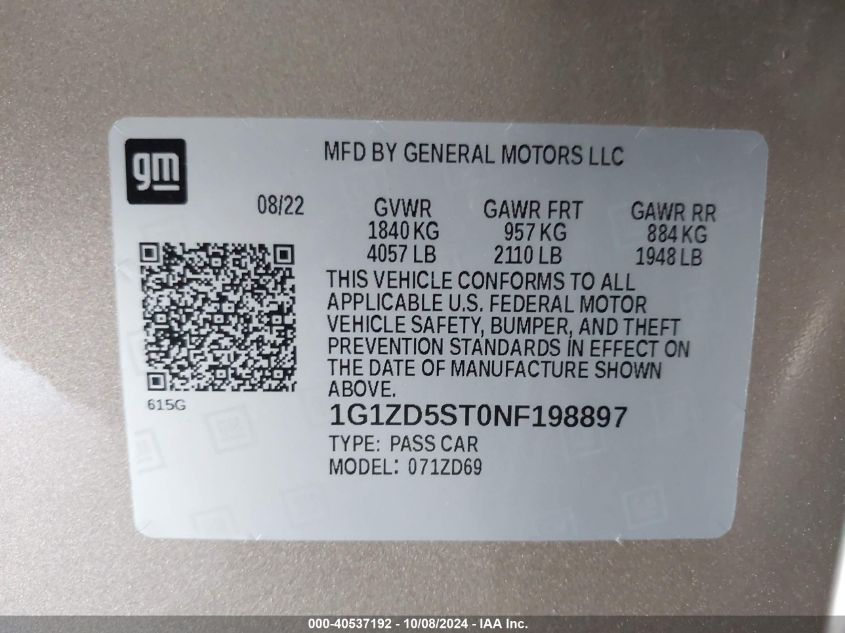 gm
MFD BY GENERAL MOTORS LLC
08/22
GVWR GAWR FRT GAWR RR
1840 KG 957 KG 884 KG
4057 LB 2110 LB 1948 LB
THIS VEHICLE CONFORMS TO ALL
APPLICABLE U.S. FEDERAL MOTOR
VEHICLE SAFETY, BUMPER, AND THEFT
PREVENTION STANDARDS IN EFFECT ON
THE DATE OF MANUFACTURE SHOWN
ABOVE.
615G
1G1ZD5ST0NF198897
TYPE: PASS CAR
MODEL: 071ZD69
000-40537192 - 10/08/2024 - IAA Inc.